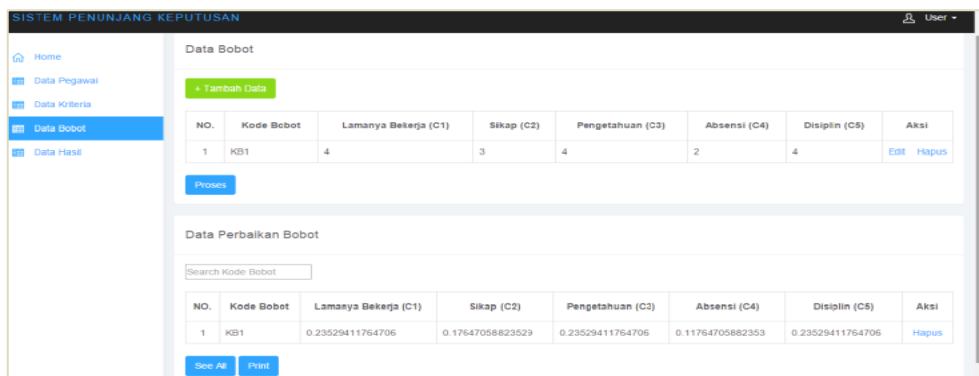 SISTEM PENUNJANG KEPUTUSAN
User
Home
Data Pegawai
Data Kriteria
Data Bobot
Data Hasil
Data Bobot
+ Tambah Data
NO. Kode Bobot Lamanya Bekerja (C1) Sikap (C2) Pengetahuan (C3) Absensi (C4) Disiplin (C5) Aksi
1 KB1 4 3 4 2 4 Edit Hapus
Proses
Data Perbaikan Bobot
Search Kode Bobot
NO. Kode Bobot Lamanya Bekerja (C1) Sikap (C2) Pengetahuan (C3) Absensi (C4) Disiplin (C5) Aksi
1 KB1 0.23529411764706 0.17647058823529 0.23529411764706 0.11764705882353 0.23529411764706 Hapus
See All Print